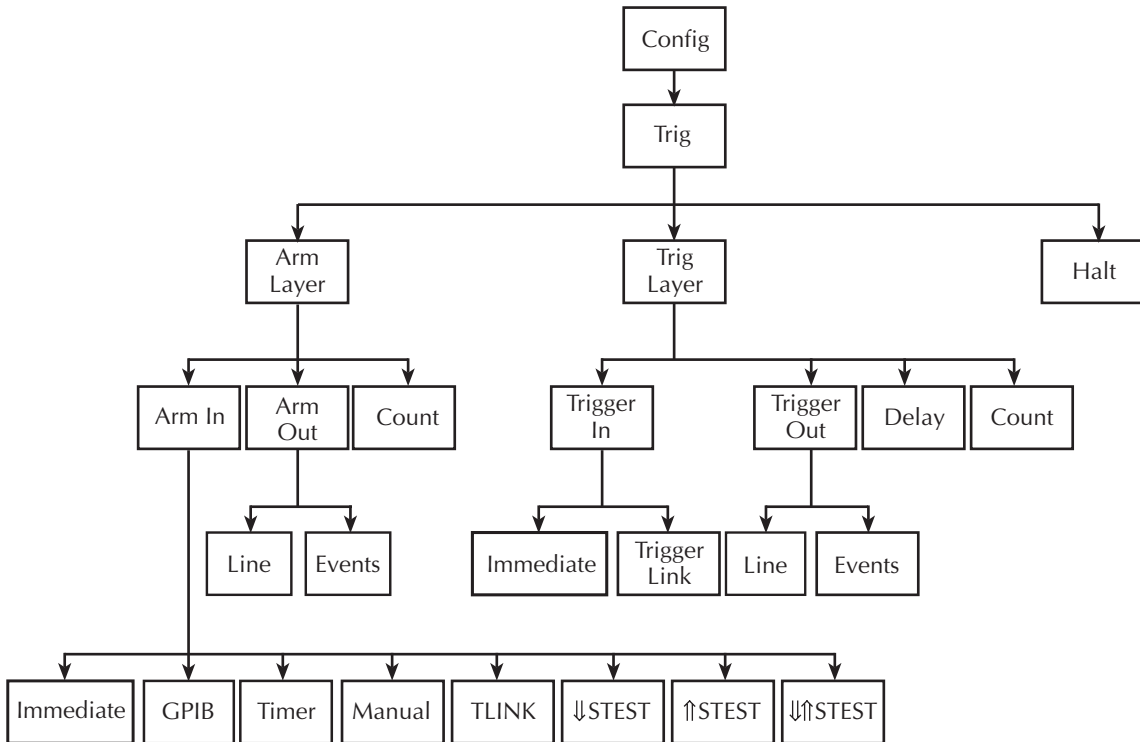 Config
Trig
Arm
Layer
Trig
Layer
Halt
Arm In
Arm
Out
Count
Trigger
In
Trigger
Out
Delay
Count
Line
Events
Immediate
Trigger
Link
Line
Events
Immediate
GPIB
Timer
Manual
TLINK
⇓STEST
⇑STEST
⇓⇑STEST